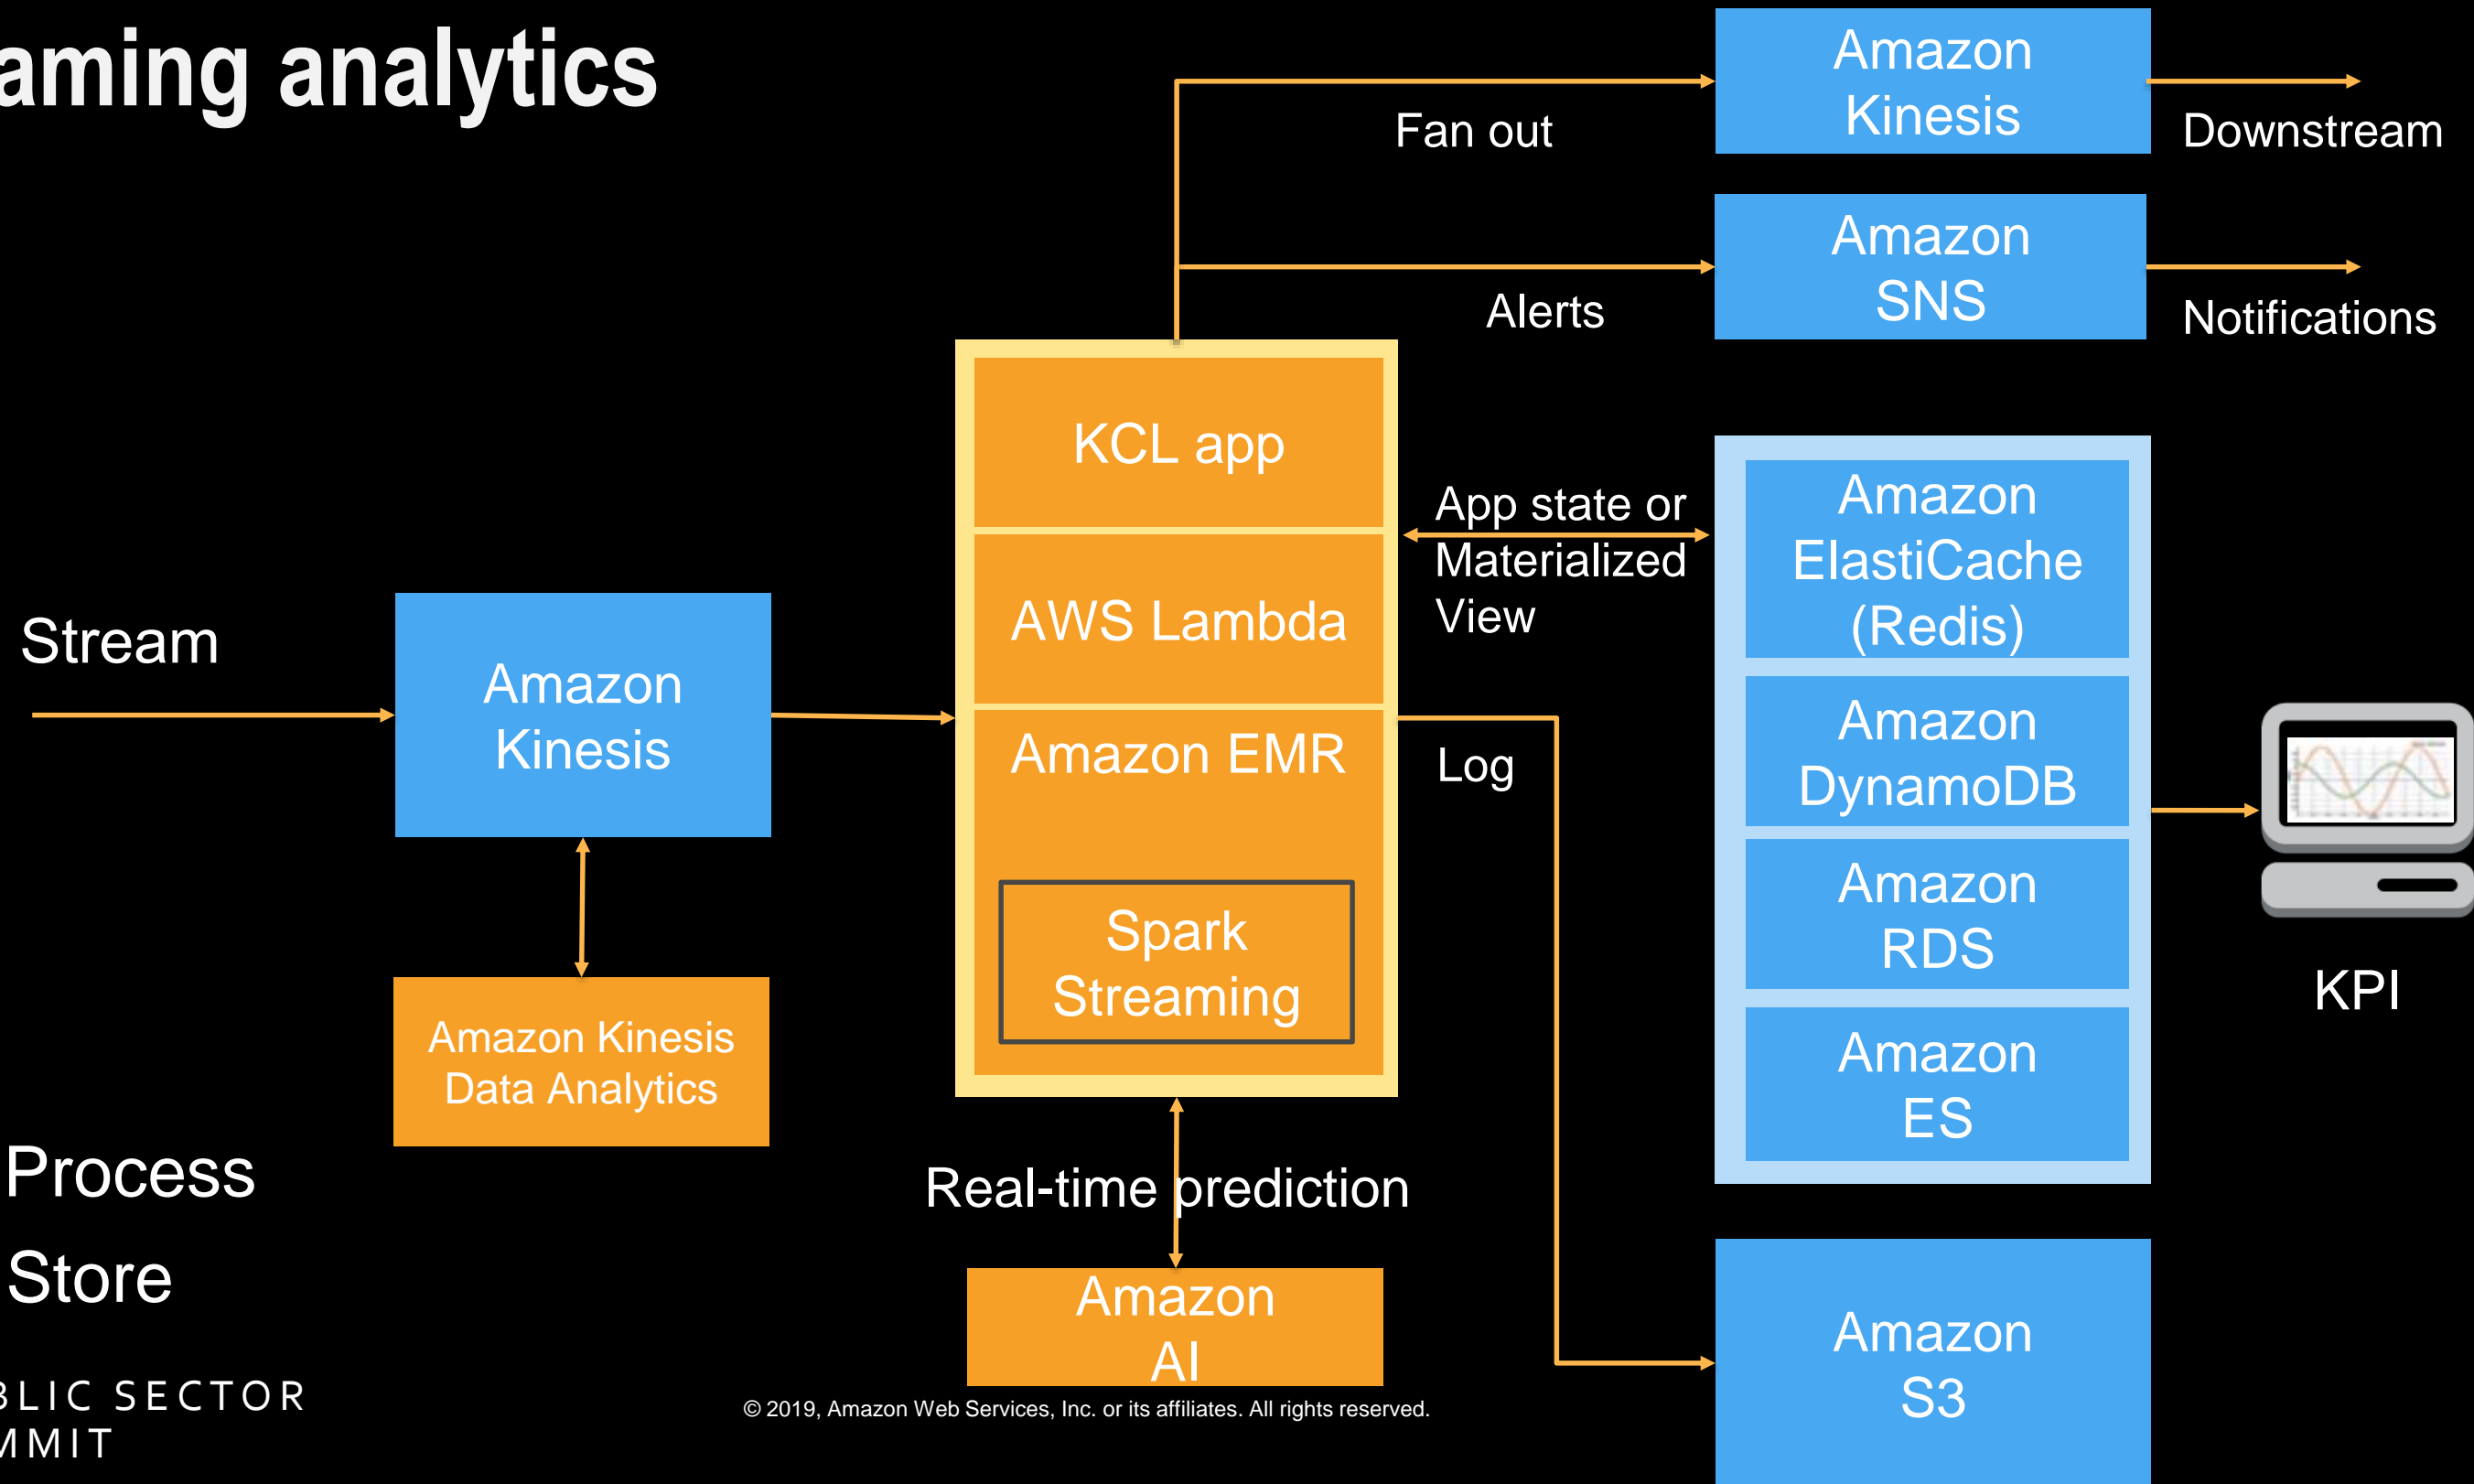 aming analytics
Amazon
Kinesis
Fan out
Downstream
Amazon
SNS
Alerts
Notifications
KCL app
AWS Lambda
Amazon EMR
Spark
Streaming
App state or
Materialized
View
Log
Amazon
ElastiCache
(Redis)
Amazon
DynamoDB
Amazon
RDS
Amazon
ES
KPI
Stream
Amazon
Kinesis
Amazon Kinesis
Data Analytics
Real-time prediction
Amazon
AI
Amazon
S3
Process
Store
BLIC SECTOR
MMIT
© 2019, Amazon Web Services, Inc. or its affiliates. All rights reserved.